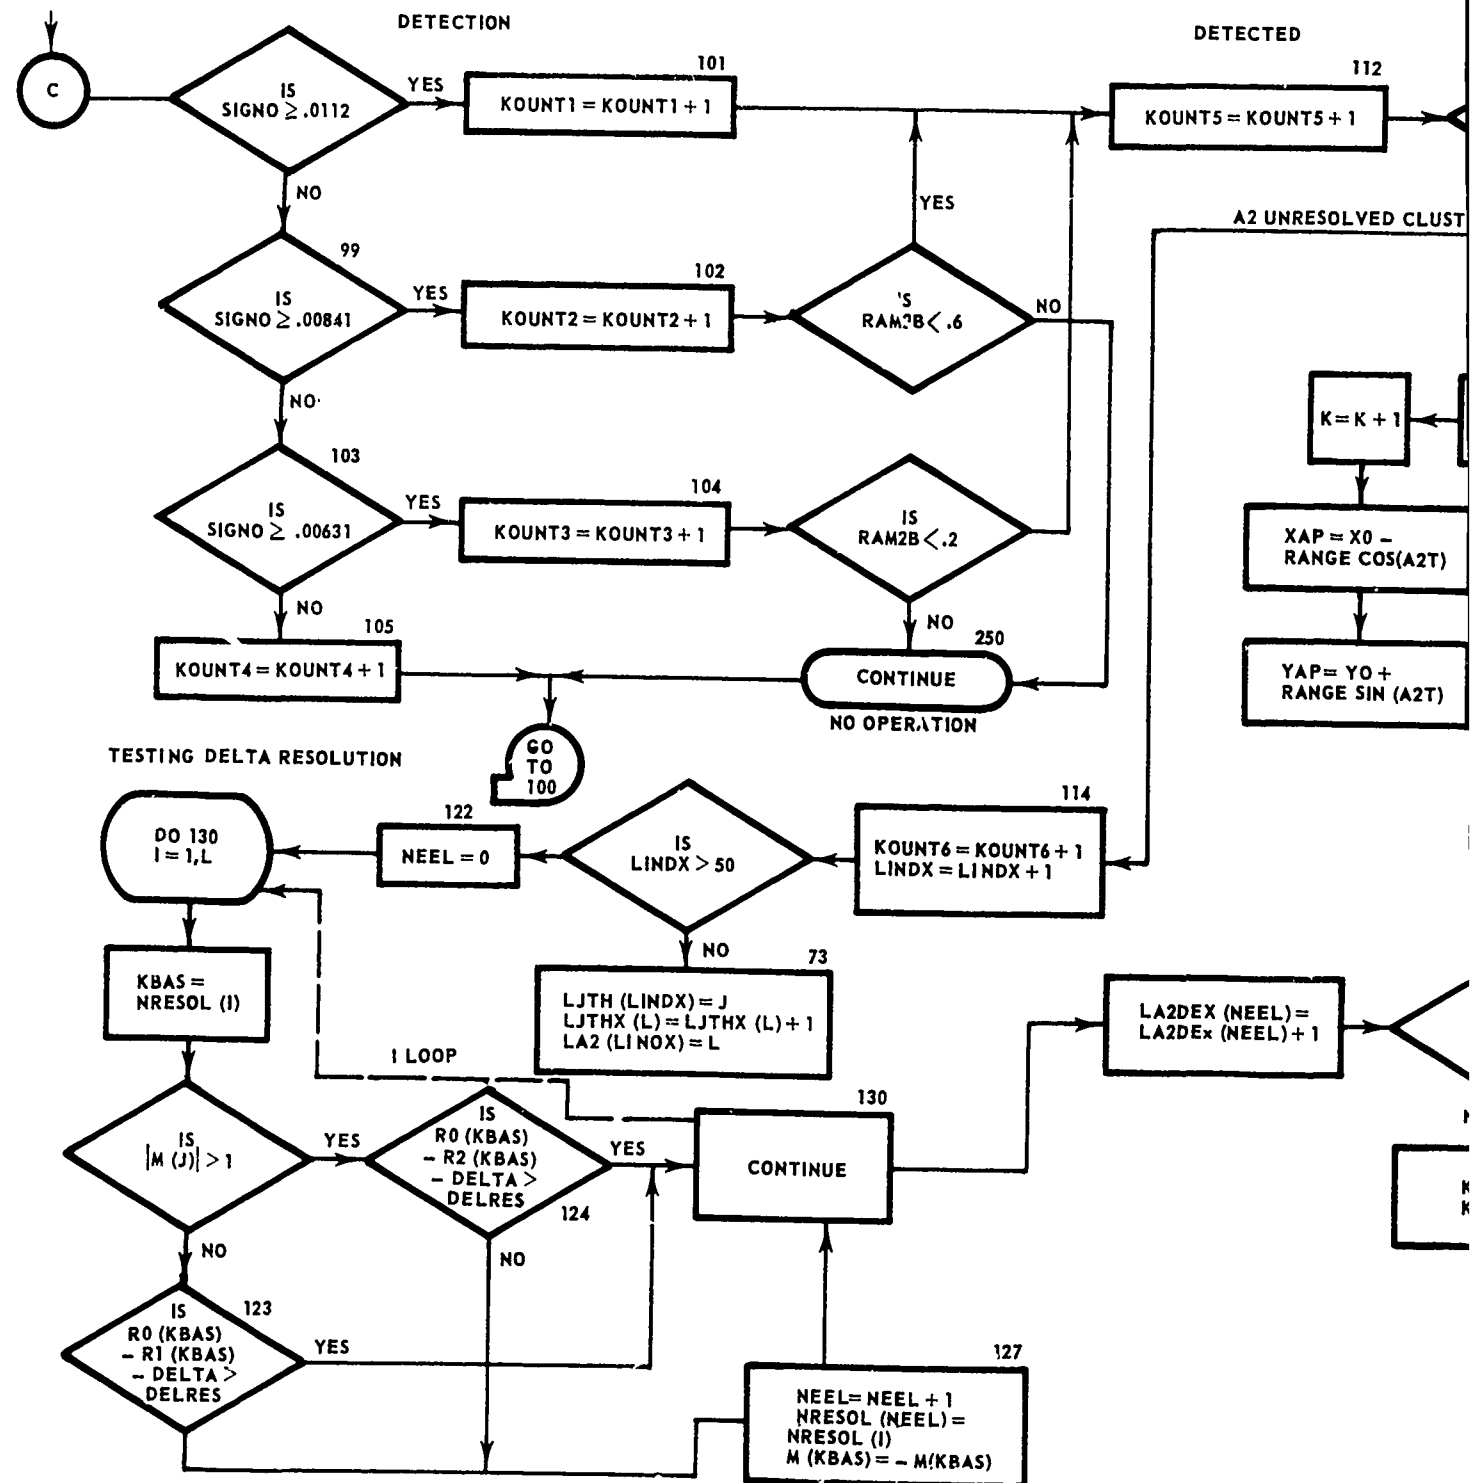 DETECTION
DETECTED
C
IS
SIGNO ≥ .0112
YES
101
KOUNT1 = KOUNT1 + 1
112
KOUNT5 = KOUNT5 + 1
NO
YES
A2 UNRESOLVED CLUST
99
IS
SIGNO ≥ .00841
YES
102
KOUNT2 = KOUNT2 + 1
'S
RAM?B < .6
NO
NO
K = K + 1
103
IS
SIGNO ≥ .00631
YES
104
KOUNT3 = KOUNT3 + 1
IS
RAM2B < .2
XAP = X0 –
RANGE COS(A2T)
NO
NO
105
KOUNT4 = KOUNT4 + 1
250
CONTINUE
NO OPERATION
YAP = YO +
RANGE SIN (A2T)
GO
TO
100
TESTING DELTA RESOLUTION
DO 130
I = 1,L
122
NEEL = 0
IS
LINDX > 50
114
KOUNT6 = KOUNT6 + 1
LINDX = LINDX + 1
NO
73
LJTH (LINDX) = J
LJTHX (L) = LJTHX (L) + 1
LA2 (LINOX) = L
KBAS =
NRESOL (I)
LA2DEX (NEEL) =
LA2DEx (NEEL) + 1
I LOOP
IS
|M (J)| > 1
YES
IS
R0 (KBAS)
– R2 (KBAS)
– DELTA >
DELRES
124
YES
130
CONTINUE
NO
NO
123
IS
R0 (KBAS)
– R1 (KBAS)
– DELTA >
DELRES
YES
127
NEEL = NEEL + 1
NRESOL (NEEL) =
NRESOL (I)
M (KBAS) = – M(KBAS)